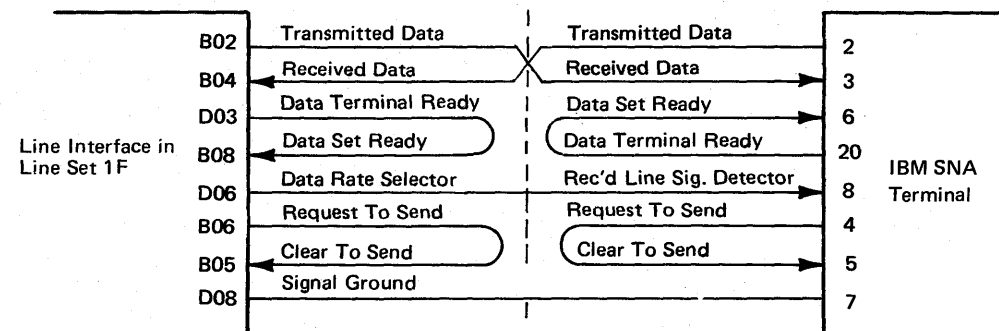 B02 Transmitted Data Transmitted Data 2
B04 Received Data Received Data 3
D03 Data Terminal Ready Data Set Ready 6
Line Interface in
Line Set 1F
B08 Data Set Ready Data Terminal Ready 20
IBM SNA
Terminal
D06 Data Rate Selector Rec'd Line Sig. Detector 8
B06 Request To Send Request To Send 4
B05 Clear To Send Clear To Send 5
D08 Signal Ground 7